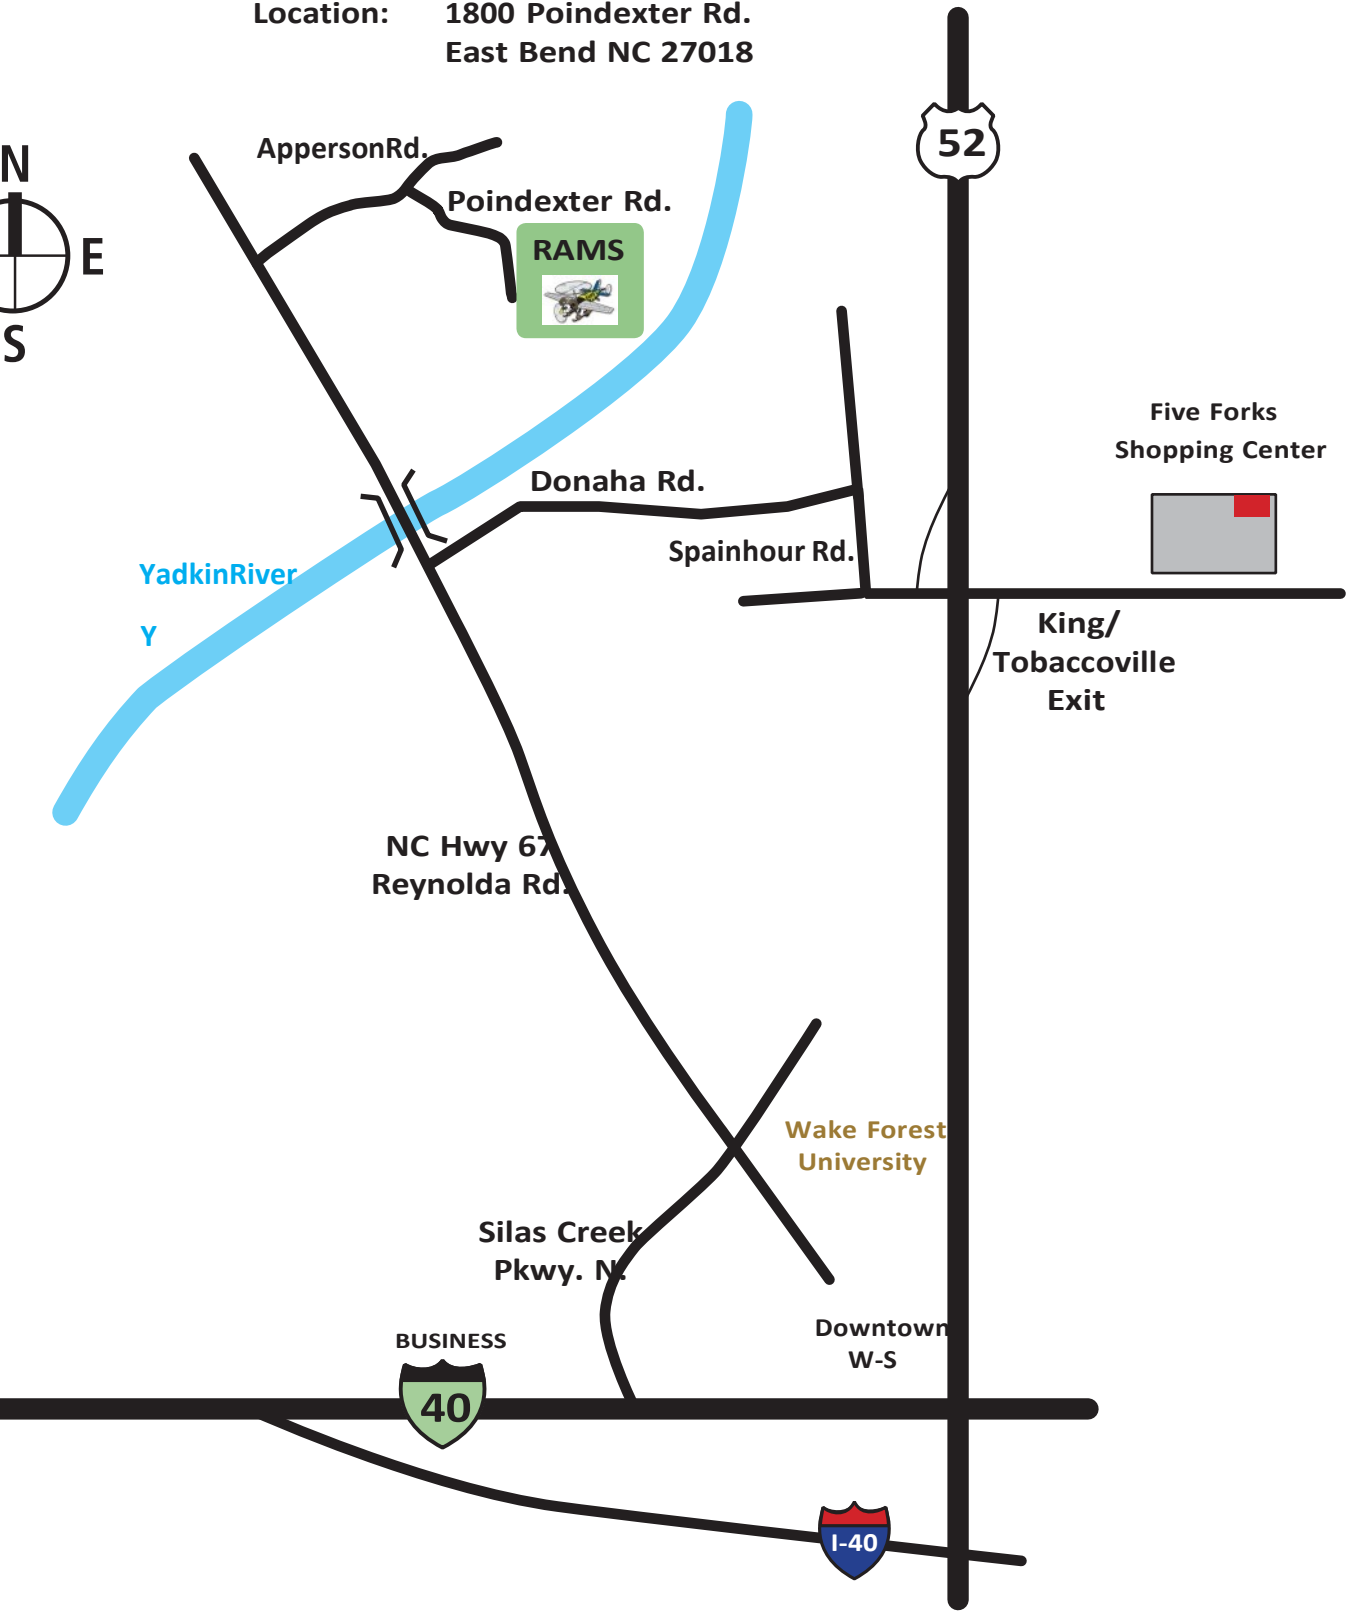 Location: 1800 Poindexter Rd.
East Bend NC 27018
AppersonRd.
52
N
Poindexter Rd.
RAMS
E
S
Five Forks
Shopping Center
Donaha Rd.
Spainhour Rd.
YadkinRiver
Y
King/
Tobaccoville
Exit
NC Hwy 67
Reynolda Rd.
Wake Forest
University
Silas Creek
Pkwy. N.
Downtown
W-S
BUSINESS
40
I-40